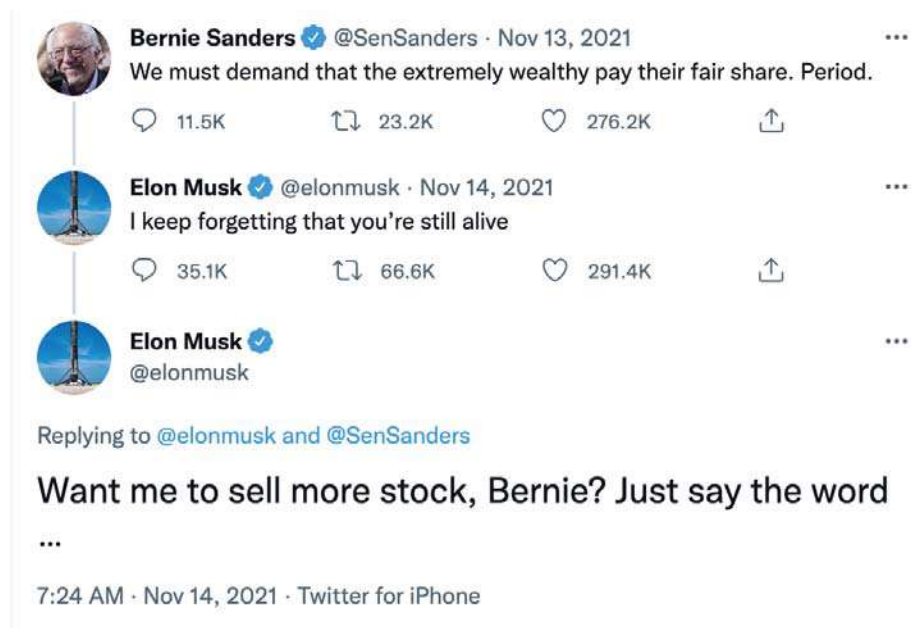 Bernie Sanders @SenSanders · Nov 13, 2021
We must demand that the extremely wealthy pay their fair share. Period.
11.5K 23.2K 276.2K
Elon Musk @elonmusk · Nov 14, 2021
I keep forgetting that you’re still alive
35.1K 66.6K 291.4K
Elon Musk
@elonmusk
Replying to @elonmusk and @SenSanders
Want me to sell more stock, Bernie? Just say the word
...
7:24 AM · Nov 14, 2021 · Twitter for iPhone